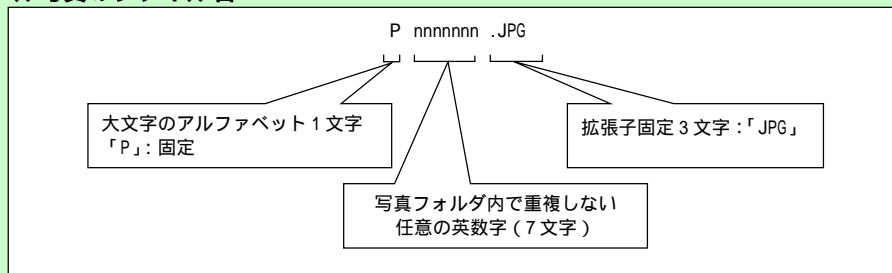 P nnnnnnn .JPG
大文字のアルファベット1文字
「P」：固定
拡張子固定3文字：「JPG」
写真フォルダ内で重複しない
任意の英数字（7文字）